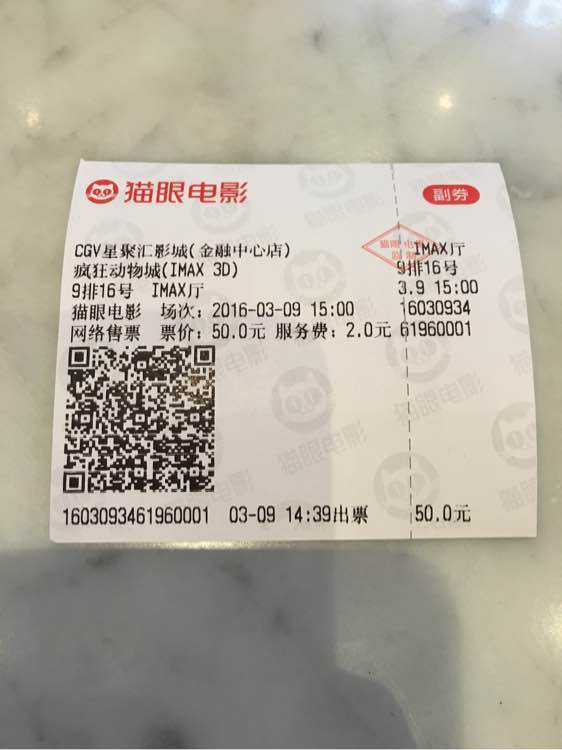 猫眼电影 副券
CGV星聚汇影城(金融中心店) IMAX厅
疯狂动物城(IMAX 3D) 9排16号
9排16号 IMAX厅 3.9 15:00
猫眼电影 场次: 2016-03-09 15:00 16030934
网络售票 票价: 50.0元 服务费: 2.0元 61960001
1603093461960001 03-09 14:39出票 50.0元
猫眼电影